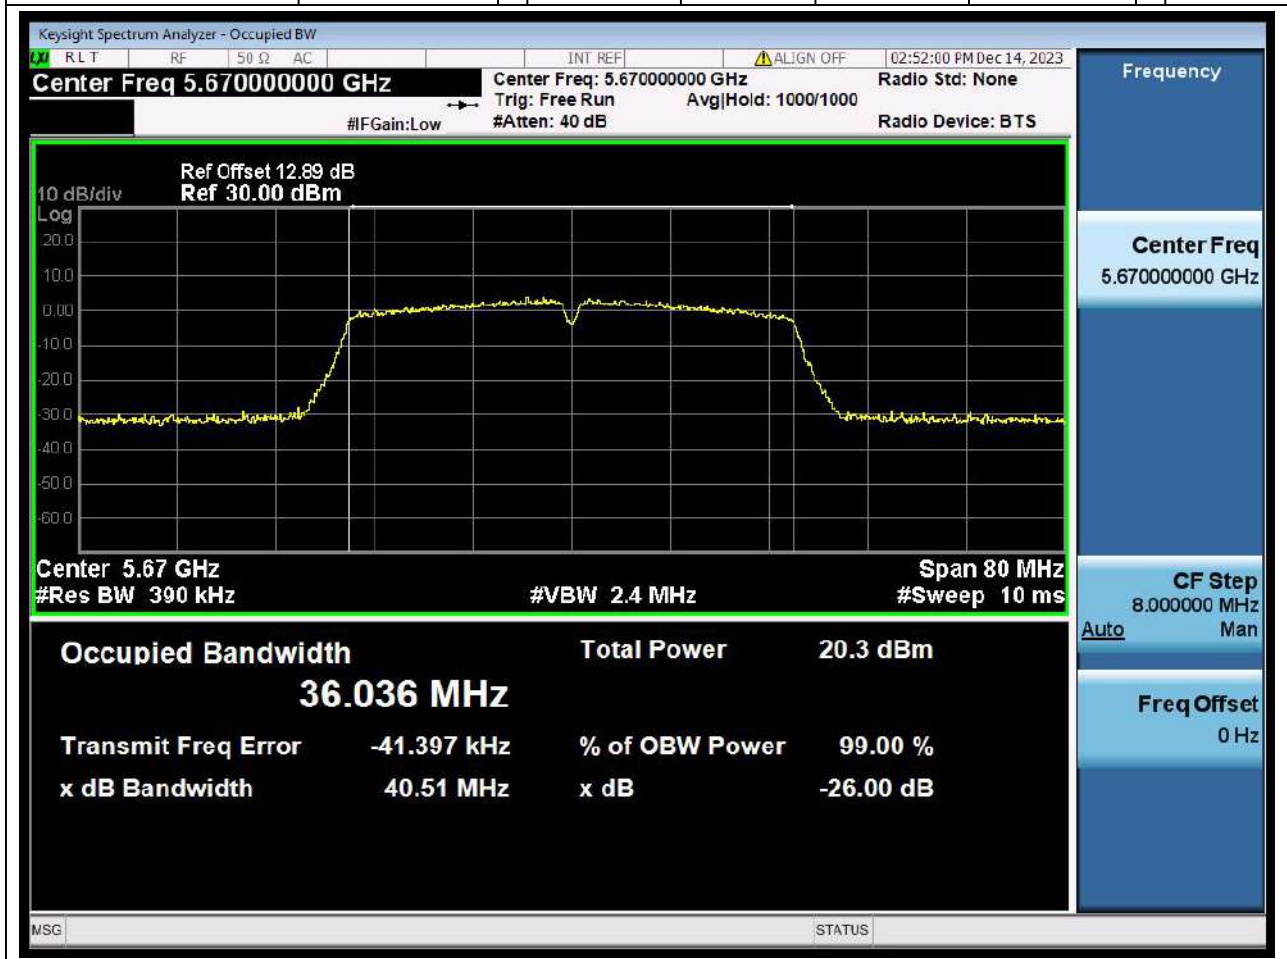 Keysight Spectrum Analyzer - Occupied BW
LXI RLT RF 50 Ω AC INT REF ALIGN OFF 02:52:00 PM Dec 14, 2023
Center Freq 5.670000000 GHz
Center Freq: 5.670000000 GHz
Radio Std: None
Trig: Free Run Avg|Hold: 1000/1000
#IFGain:Low
#Atten: 40 dB
Radio Device: BTS
Ref Offset 12.89 dB
10 dB/div Ref 30.00 dBm
Log
20.0
10.0
0.00
-10.0
-20.0
-30.0
-40.0
-50.0
-60.0
Center 5.67 GHz Span 80 MHz
#Res BW 390 kHz #VBW 2.4 MHz #Sweep 10 ms
Occupied Bandwidth Total Power 20.3 dBm
36.036 MHz
Transmit Freq Error -41.397 kHz % of OBW Power 99.00 %
x dB Bandwidth 40.51 MHz x dB -26.00 dB
MSG STATUS
Frequency
Center Freq
5.670000000 GHz
CF Step
8.000000 MHz
Auto Man
Freq Offset
0 Hz